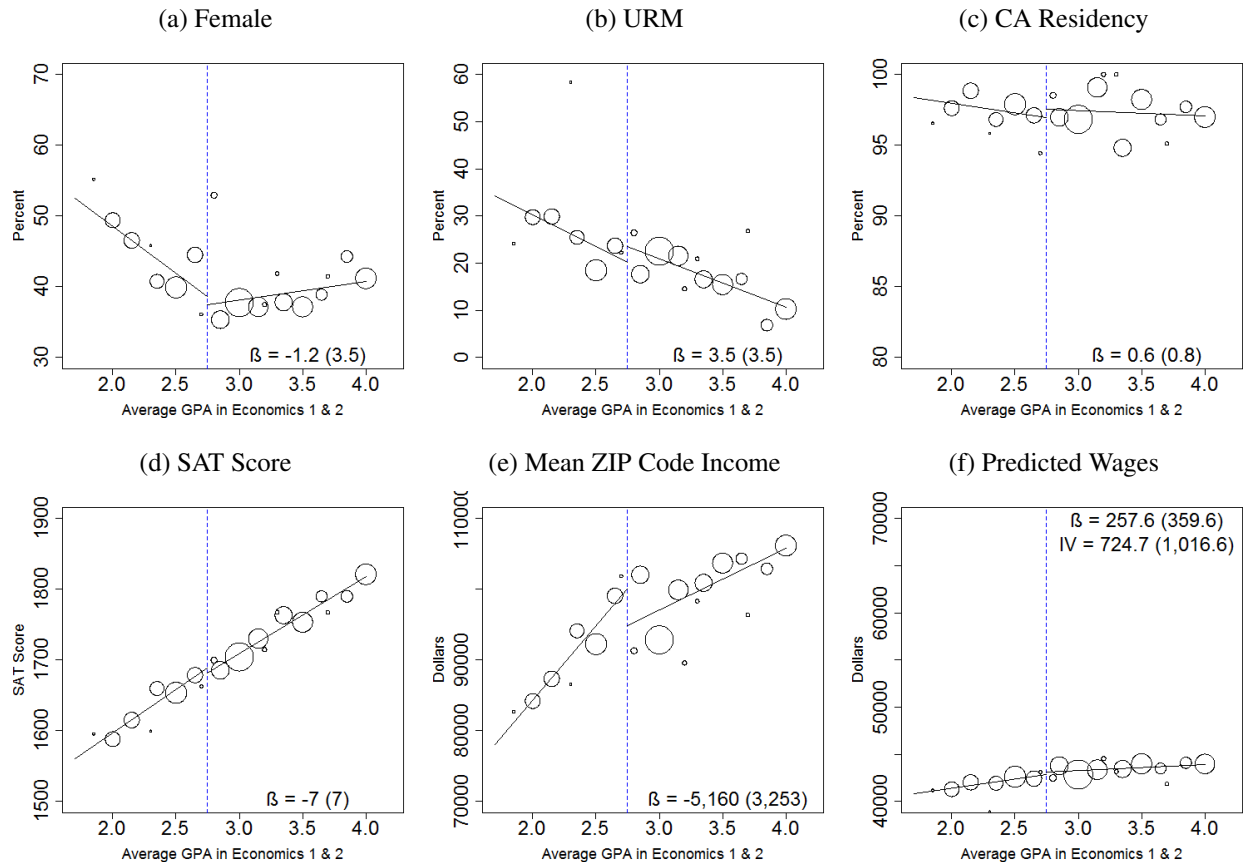 (a) Female
70
60
50
40
30
Percent
ß = -1.2 (3.5)
2.0 2.5 3.0 3.5 4.0
Average GPA in Economics 1 & 2
(b) URM
60
50
40
30
20
10
0
Percent
ß = 3.5 (3.5)
2.0 2.5 3.0 3.5 4.0
Average GPA in Economics 1 & 2
(c) CA Residency
100
95
90
85
80
Percent
ß = 0.6 (0.8)
2.0 2.5 3.0 3.5 4.0
Average GPA in Economics 1 & 2
(d) SAT Score
1900
1800
1700
1600
1500
SAT Score
ß = -7 (7)
2.0 2.5 3.0 3.5 4.0
Average GPA in Economics 1 & 2
(e) Mean ZIP Code Income
110000
90000
80000
70000
Dollars
ß = -5,160 (3,253)
2.0 2.5 3.0 3.5 4.0
Average GPA in Economics 1 & 2
(f) Predicted Wages
70000
60000
50000
40000
Dollars
ß = 257.6 (359.6)
IV = 724.7 (1,016.6)
2.0 2.5 3.0 3.5 4.0
Average GPA in Economics 1 & 2